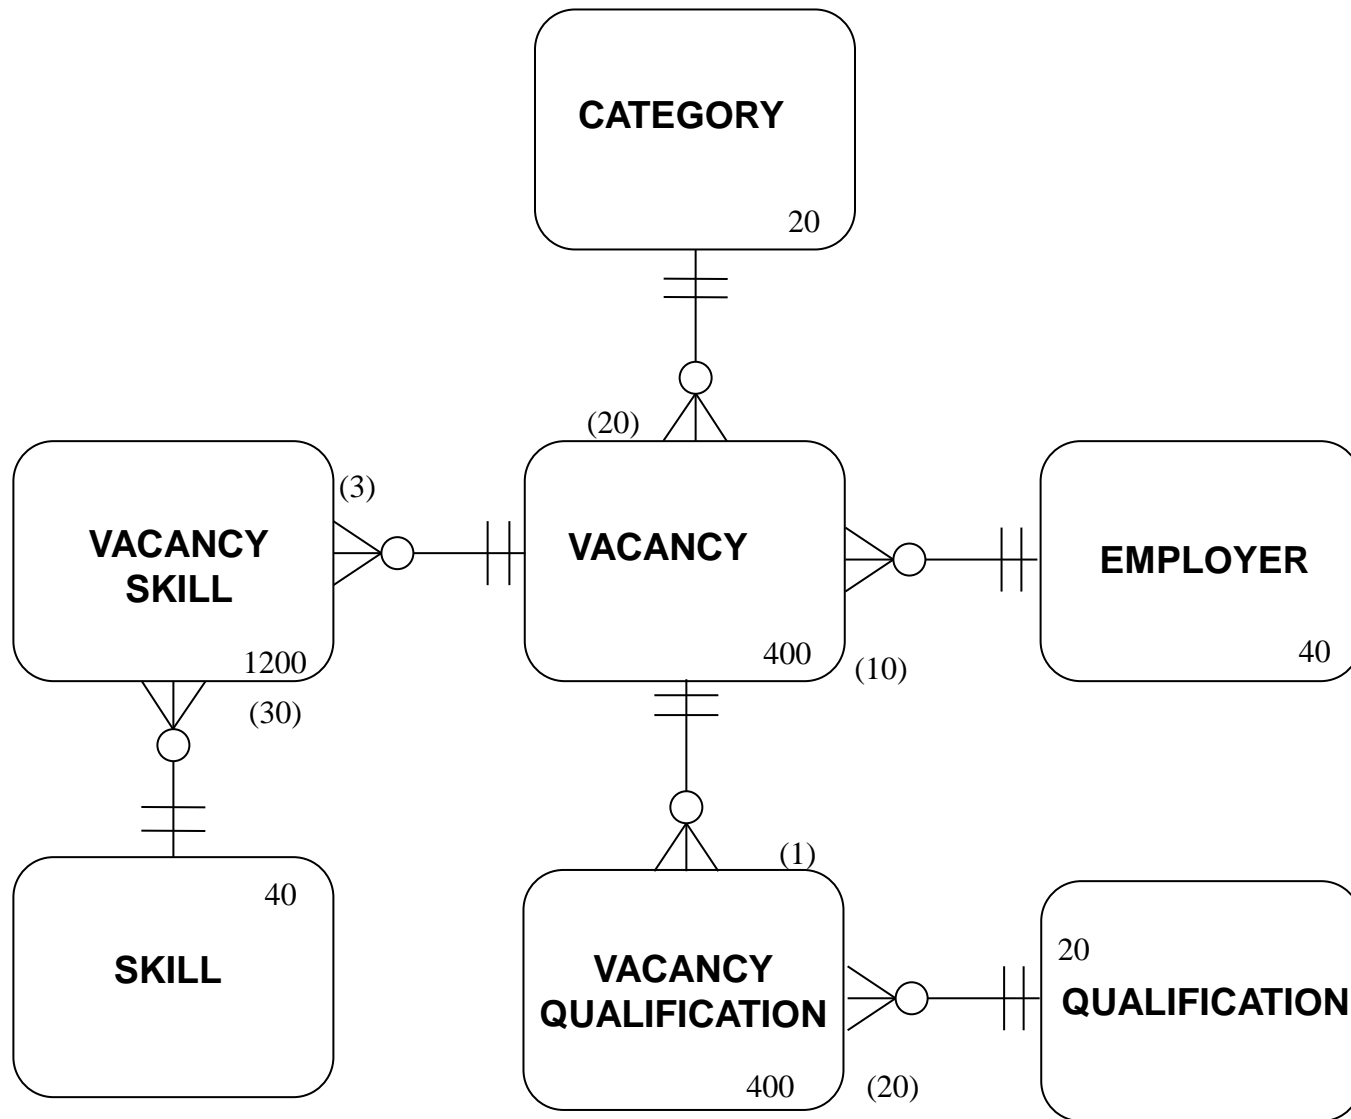 CATEGORY
20
(20)
(3)
VACANCY
SKILL
1200
(30)
VACANCY
400
(10)
EMPLOYER
40
40
SKILL
(1)
VACANCY
QUALIFICATION
400
(20)
20
QUALIFICATION